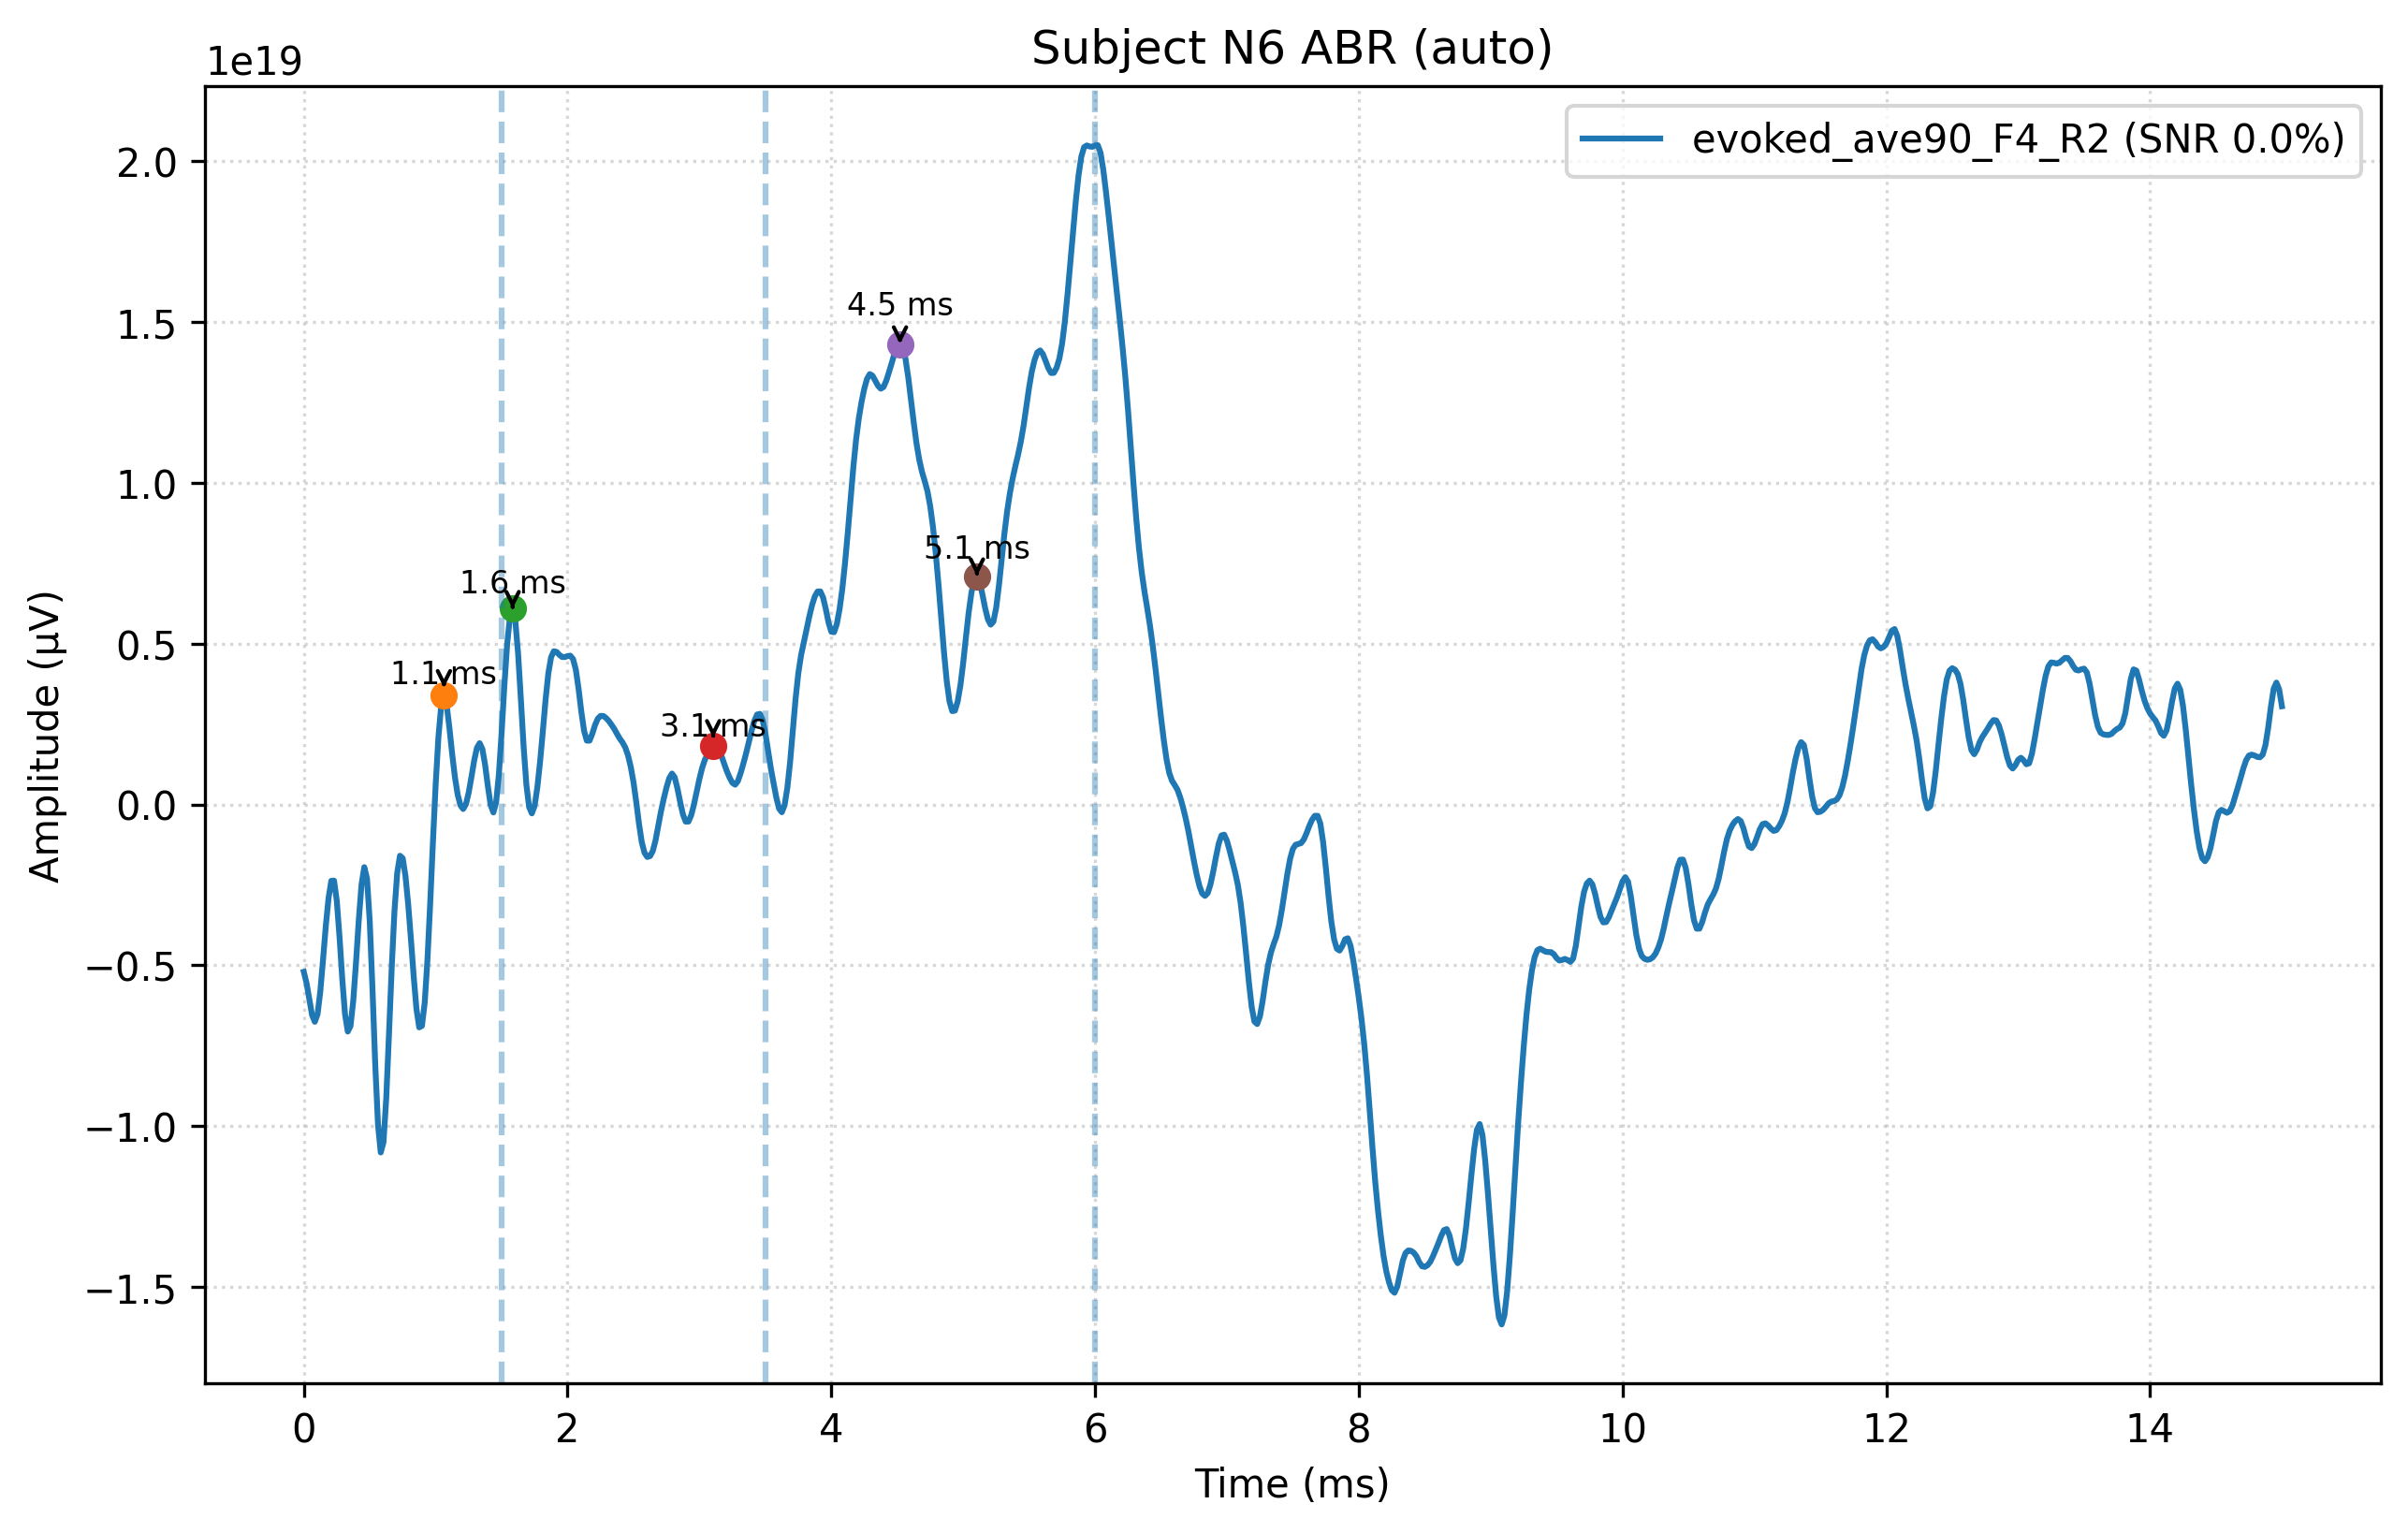 Subject N6 ABR (auto)
1e19
evoked_ave90_F4_R2 (SNR 0.0%)
2.0
1.5
1.0
0.5
0.0
−0.5
−1.0
−1.5
Amplitude (µV)
4.5 ms
5.1 ms
1.6 ms
1.1 ms
3.1 ms
0 2 4 6 8 10 12 14
Time (ms)